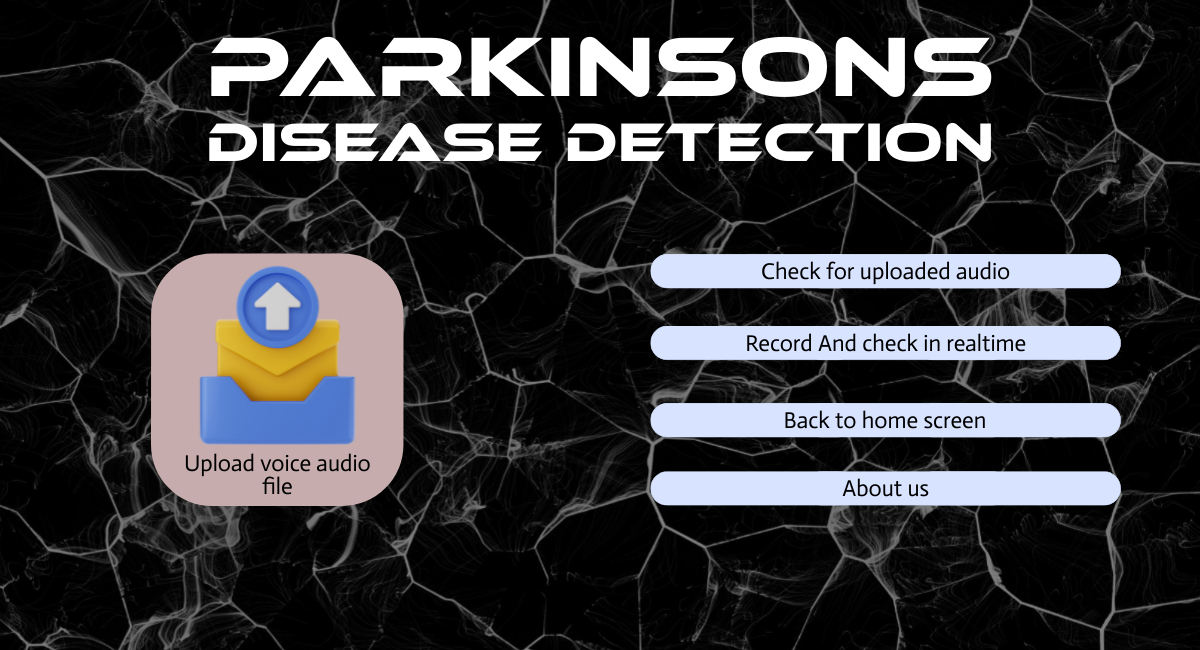 PARKINSONS
DISEASE DETECTION
Upload voice audio
file
Check for uploaded audio
Record And check in realtime
Back to home screen
About us